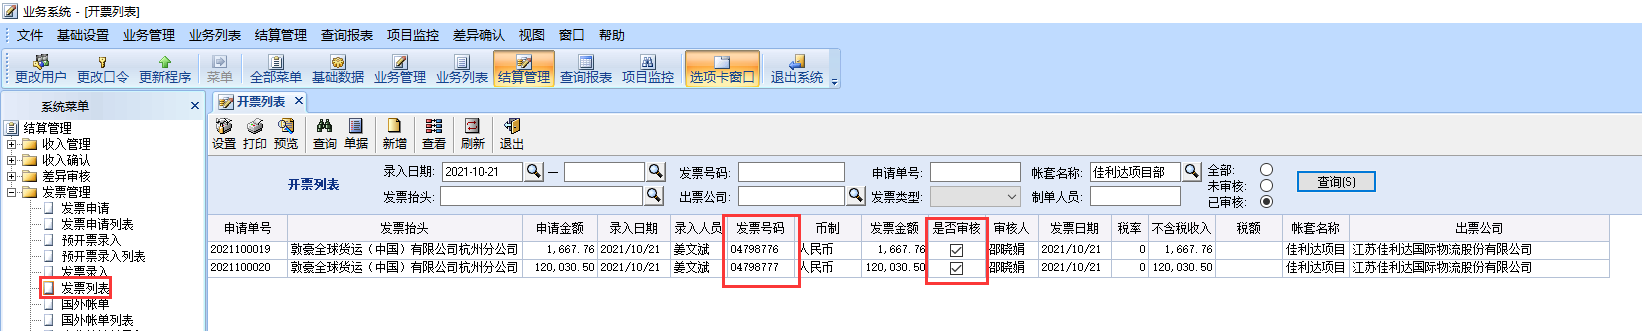 业务系统 - [开票列表]
文件 基础设置 业务管理 业务列表 结算管理 查询报表 项目监控 差异确认 视图 窗口 帮助
更改用户 更改口令 更新程序 菜单 全部菜单 基础数据 业务管理 业务列表 结算管理 查询报表 项目监控 选项卡窗口 退出系统
系统菜单
结算管理
收入管理
收入确认
差异审核
发票管理
发票申请
发票申请列表
预开票录入
预开票录入列表
发票录入
发票列表
国外帐单
国外帐单列表
开票列表
设置 打印 预览 查询 单据 新增 查看 刷新 退出
开票列表
录入日期: 2021-10-21 — 发票号码: 申请单号: 帐套名称: 佳利达项目部 全部:
未审核:
发票抬头: 出票公司: 发票类型: 制单人员: 已审核:
查询(S)
申请单号 发票抬头 申请金额 录入日期 录入人员 发票号码 币制 发票金额 是否审核 审核人 发票日期 税率 不含税收入 税额 帐套名称 出票公司
2021100019 敦豪全球货运（中国）有限公司杭州分公司 1,667.76 2021/10/21 姜文斌 04798776 人民币 1,667.76 邵晓娟 2021/10/21 0 1,667.76 佳利达项目 江苏佳利达国际物流股份有限公司
2021100020 敦豪全球货运（中国）有限公司杭州分公司 120,030.50 2021/10/21 姜文斌 04798777 人民币 120,030.50 邵晓娟 2021/10/21 0 120,030.50 佳利达项目 江苏佳利达国际物流股份有限公司